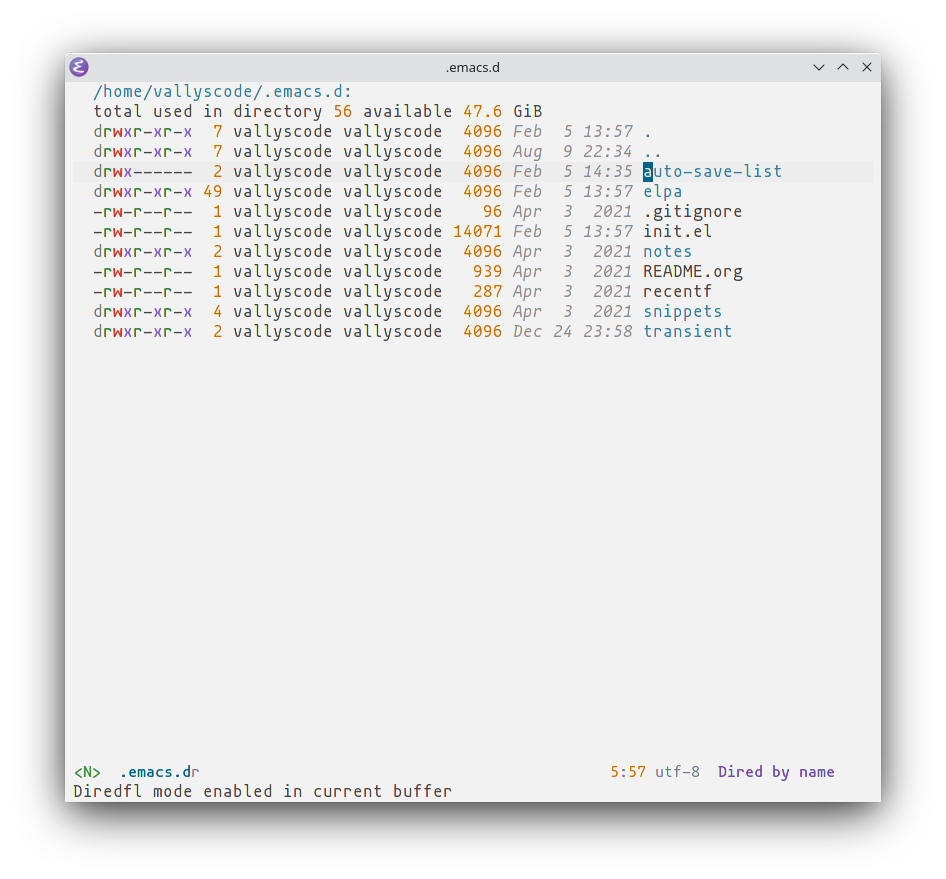 .emacs.d
/home/vallyscode/.emacs.d:
total used in directory 56 available 47.6 GiB
drwxr-xr-x  7 vallyscode vallyscode  4096 Feb  5 13:57 .
drwxr-xr-x  7 vallyscode vallyscode  4096 Aug  9 22:34 ..
drwx------  2 vallyscode vallyscode  4096 Feb  5 14:35 auto-save-list
drwxr-xr-x 49 vallyscode vallyscode  4096 Feb  5 13:57 elpa
-rw-r--r--  1 vallyscode vallyscode    96 Apr  3  2021 .gitignore
-rw-r--r--  1 vallyscode vallyscode 14071 Feb  5 13:57 init.el
drwxr-xr-x  2 vallyscode vallyscode  4096 Apr  3  2021 notes
-rw-r--r--  1 vallyscode vallyscode   939 Apr  3  2021 README.org
-rw-r--r--  1 vallyscode vallyscode   287 Apr  3  2021 recentf
drwxr-xr-x  4 vallyscode vallyscode  4096 Apr  3  2021 snippets
drwxr-xr-x  2 vallyscode vallyscode  4096 Dec 24 23:58 transient
<N>  .emacs.dr 5:57 utf-8  Dired by name
Diredfl mode enabled in current buffer